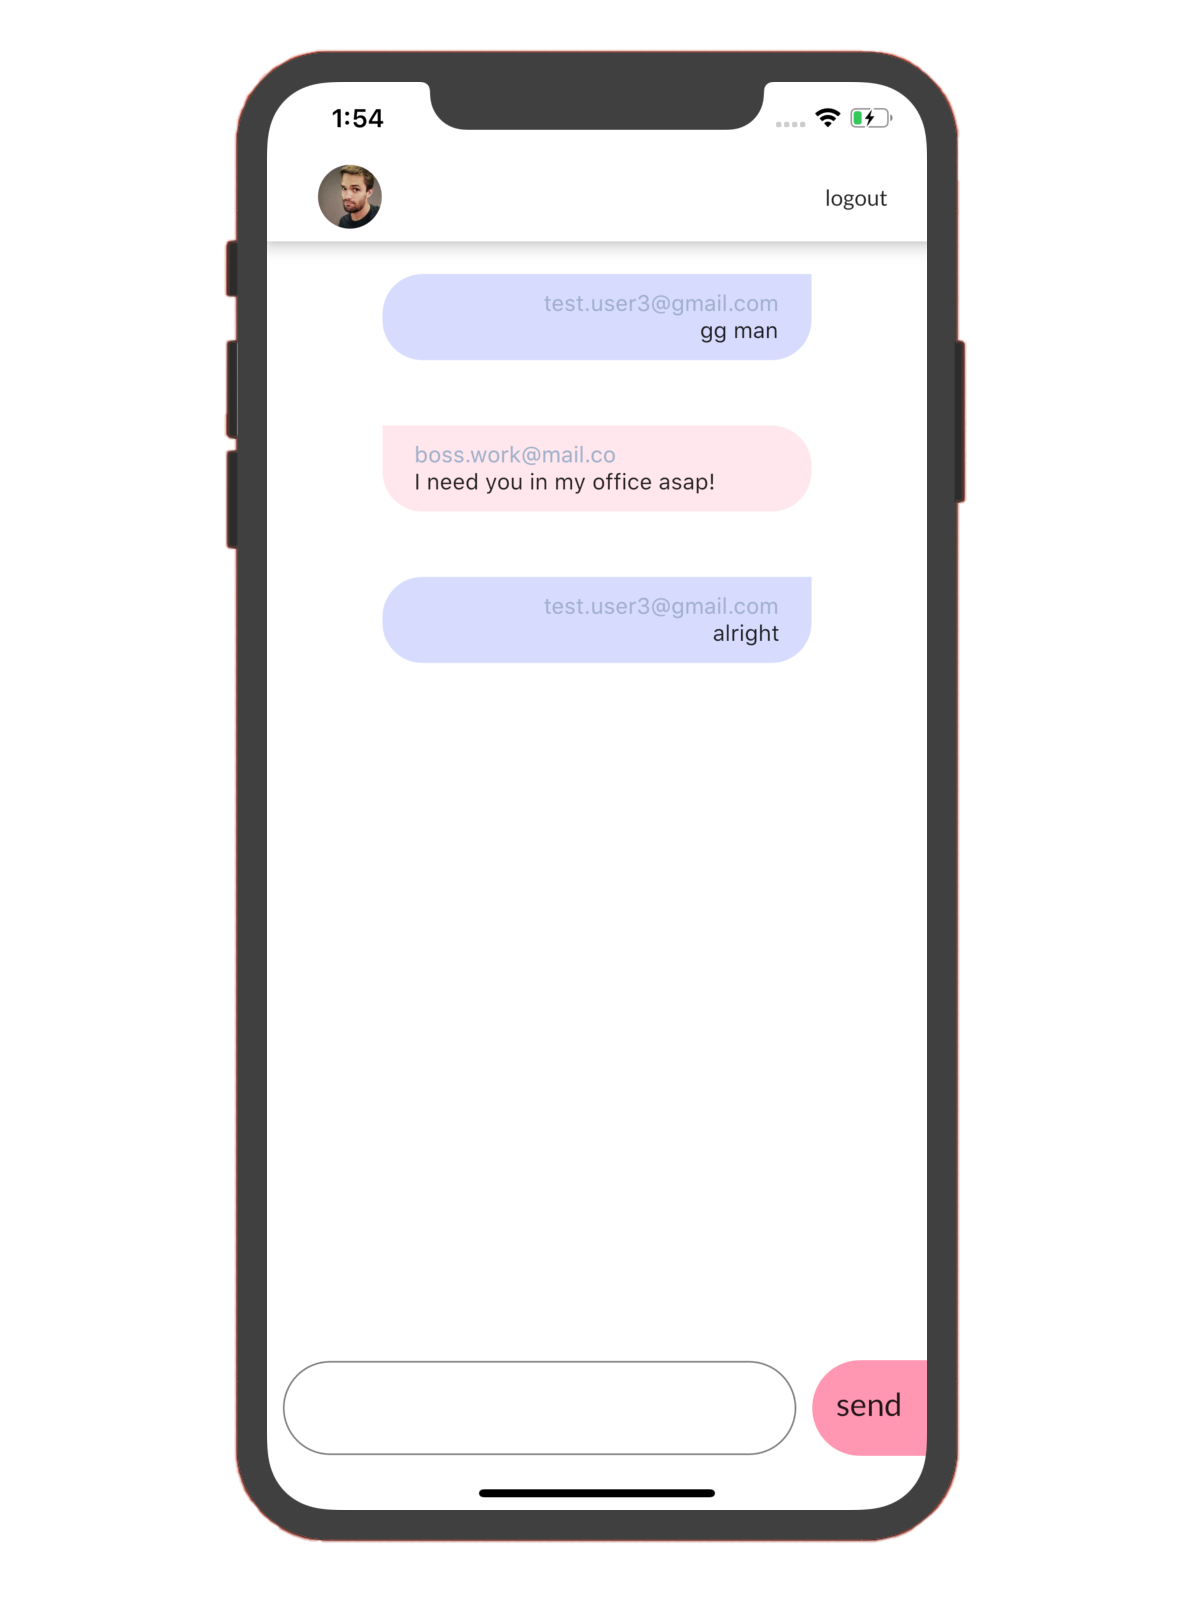 1:54
logout
test.user3@gmail.com
gg man
boss.work@mail.co
I need you in my office asap!
test.user3@gmail.com
alright
send